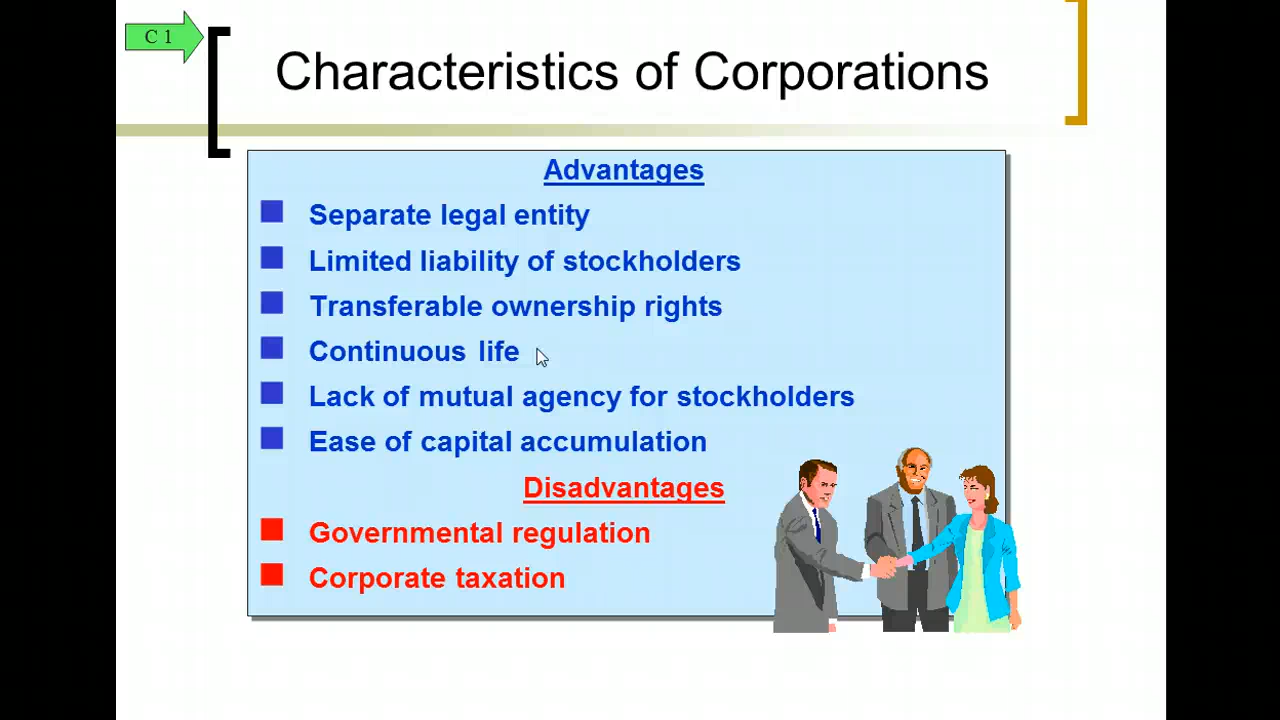 C 1
Characteristics of Corporations
Advantages
Separate legal entity
Limited liability of stockholders
Transferable ownership rights
Continuous life
Lack of mutual agency for stockholders
Ease of capital accumulation
Disadvantages
Governmental regulation
Corporate taxation